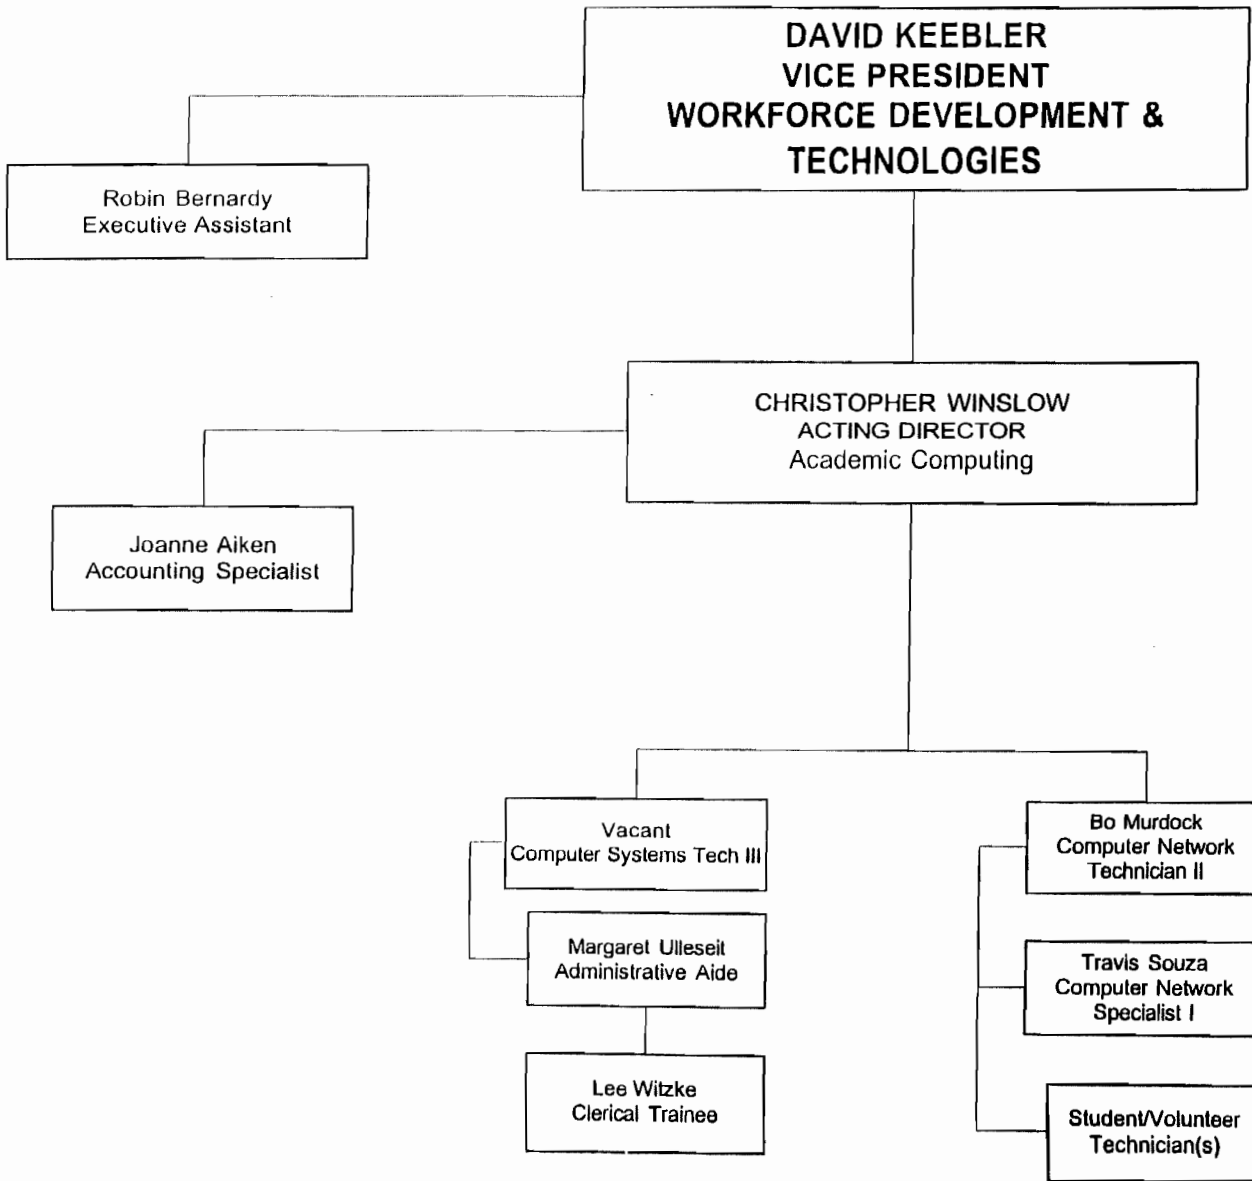 DAVID KEEBLER
VICE PRESIDENT
WORKFORCE DEVELOPMENT &
TECHNOLOGIES
Robin Bernardy
Executive Assistant
CHRISTOPHER WINSLOW
ACTING DIRECTOR
Academic Computing
Joanne Aiken
Accounting Specialist
Vacant
Computer Systems Tech III
Margaret Ulleseit
Administrative Aide
Lee Witzke
Clerical Trainee
Bo Murdock
Computer Network
Technician II
Travis Souza
Computer Network
Specialist I
Student/Volunteer
Technician(s)